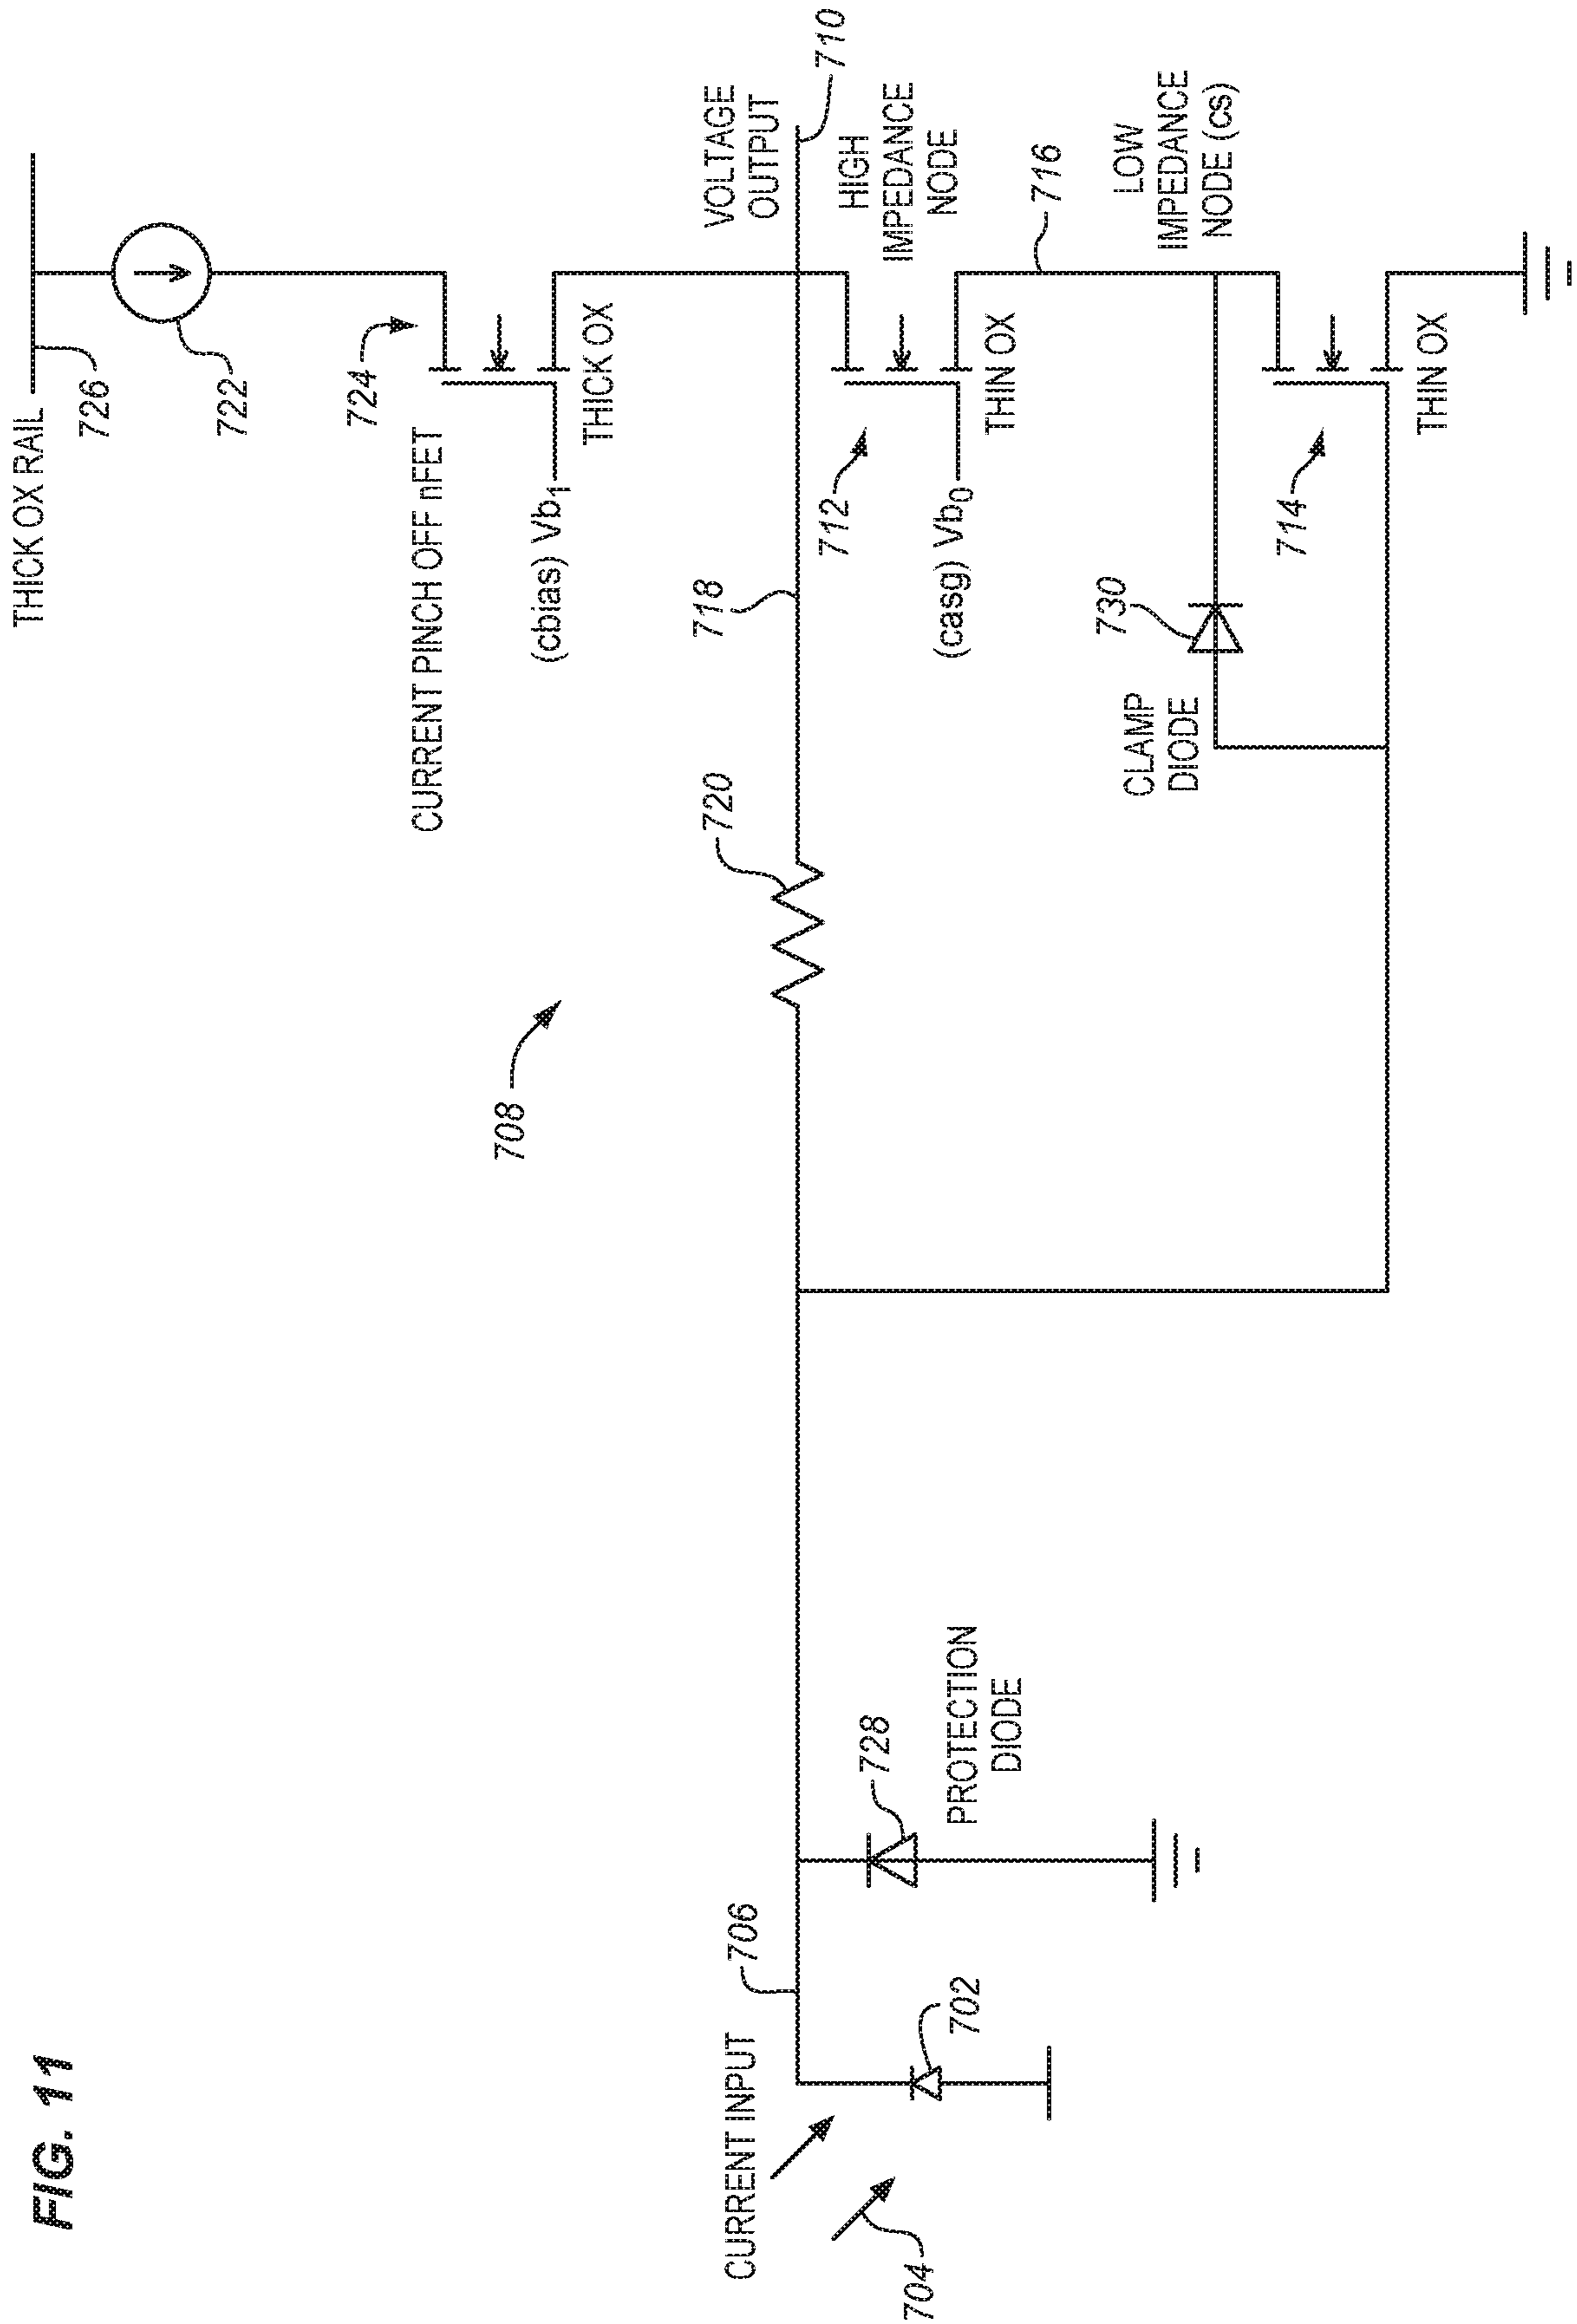 FIG. 11
THICK OX RAIL
726
722
724
CURRENT PINCH OFF nFET
(cbias) Vb1
THICK OX
708
VOLTAGE
OUTPUT
710
718
720
HIGH
IMPEDANCE
NODE
712
(casg) Vb0
THIN OX
716
LOW
IMPEDANCE
NODE (cs)
730
CLAMP
DIODE
714
THIN OX
CURRENT INPUT
706
704
702
728
PROTECTION
DIODE